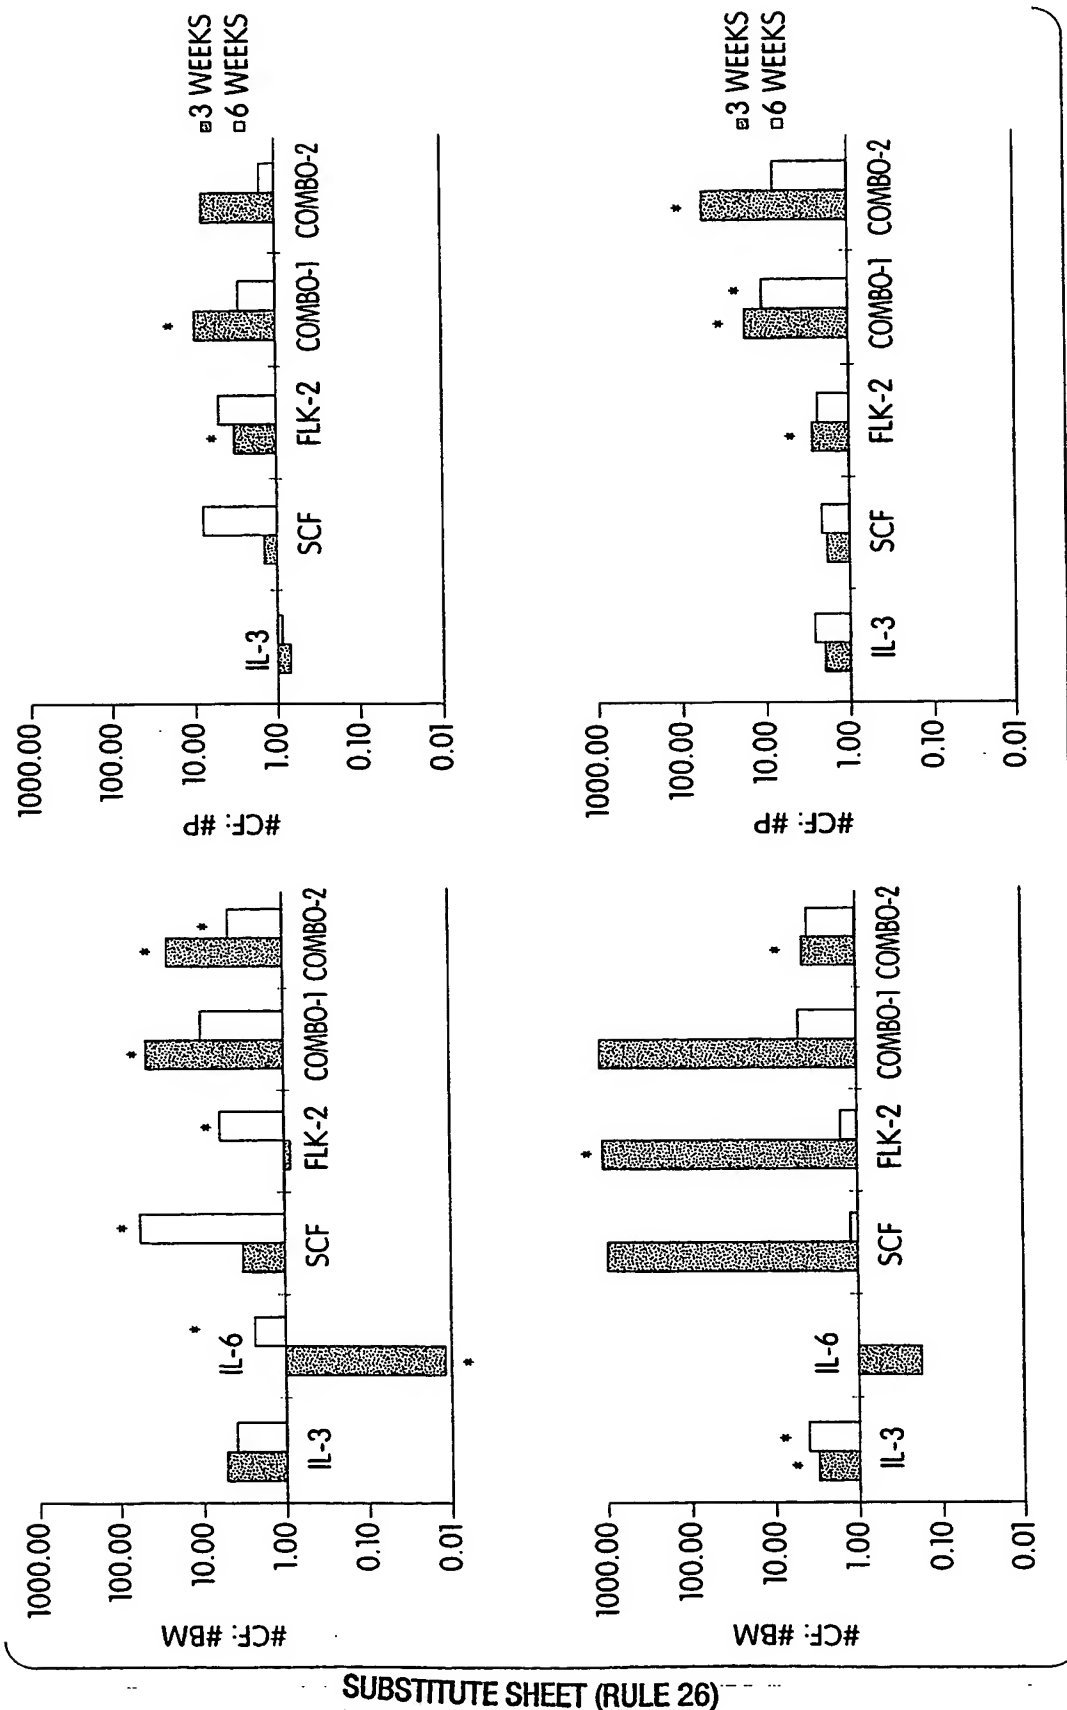 1000.00
100.00
10.00
1.00
0.10
0.01
#CF: #BM
IL-3
IL-6
SCF
FLK-2
COMBO-1
COMBO-2
* * * * * * *
1000.00
100.00
10.00
1.00
0.10
0.01
#CF: #P
IL-3
SCF
FLK-2
COMBO-1
COMBO-2
* *
3 WEEKS
6 WEEKS
1000.00
100.00
10.00
1.00
0.10
0.01
#CF: #BM
IL-3
IL-6
SCF
FLK-2
COMBO-1
COMBO-2
* * * *
1000.00
100.00
10.00
1.00
0.10
0.01
#CF: #P
IL-3
SCF
FLK-2
COMBO-1
COMBO-2
* * * *
3 WEEKS
6 WEEKS
SUBSTITUTE SHEET (RULE 26)